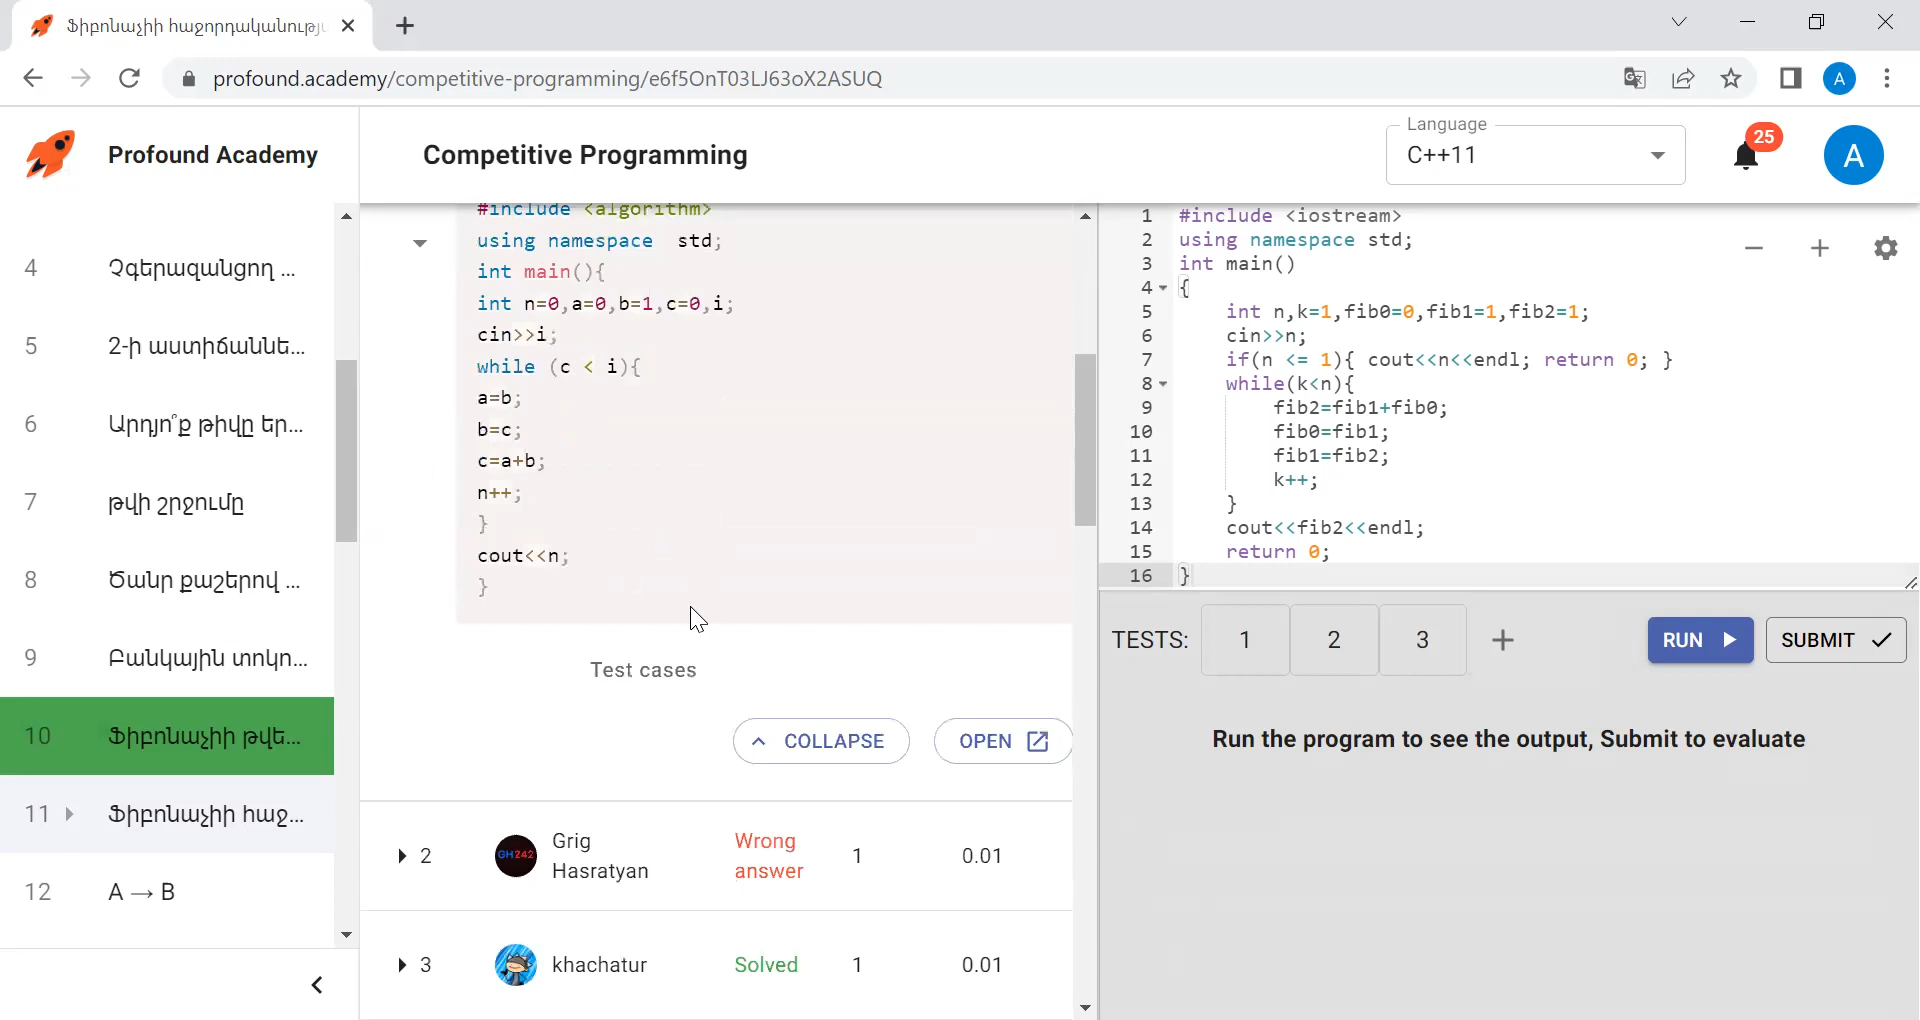 Ֆիբոնաչիի հաջորդականությա
profound.academy/competitive-programming/e6f5OnT03LJ63oX2ASUQ
A
Profound Academy
Competitive Programming
Language
C++11
25
A
4 Չգերազանցող ...
5 2-ի աստիճաննե...
6 Արդյո՞ք թիվը եր...
7 թվի շրջումը
8 Ծանր քաշերով ...
9 Բանկային տոկո...
10 Ֆիբոնաչիի թվե...
11 Ֆիբոնաչիի հաջ...
12 A → B
#include <algorithm>
using namespace std;
int main(){
int n=0,a=0,b=1,c=0,i;
cin>>i;
while (c < i){
a=b;
b=c;
c=a+b;
n++;
}
cout<<n;
}
Test cases
COLLAPSE
OPEN
2 GH242 Grig Hasratyan Wrong answer 1 0.01
3 khachatur Solved 1 0.01
1 #include <iostream>
2 using namespace std;
3 int main()
4 {
5 int n,k=1,fib0=0,fib1=1,fib2=1;
6 cin>>n;
7 if(n <= 1){ cout<<n<<endl; return 0; }
8 while(k<n){
9 fib2=fib1+fib0;
10 fib0=fib1;
11 fib1=fib2;
12 k++;
13 }
14 cout<<fib2<<endl;
15 return 0;
16 }
TESTS: 1 2 3 +
RUN
SUBMIT
Run the program to see the output, Submit to evaluate